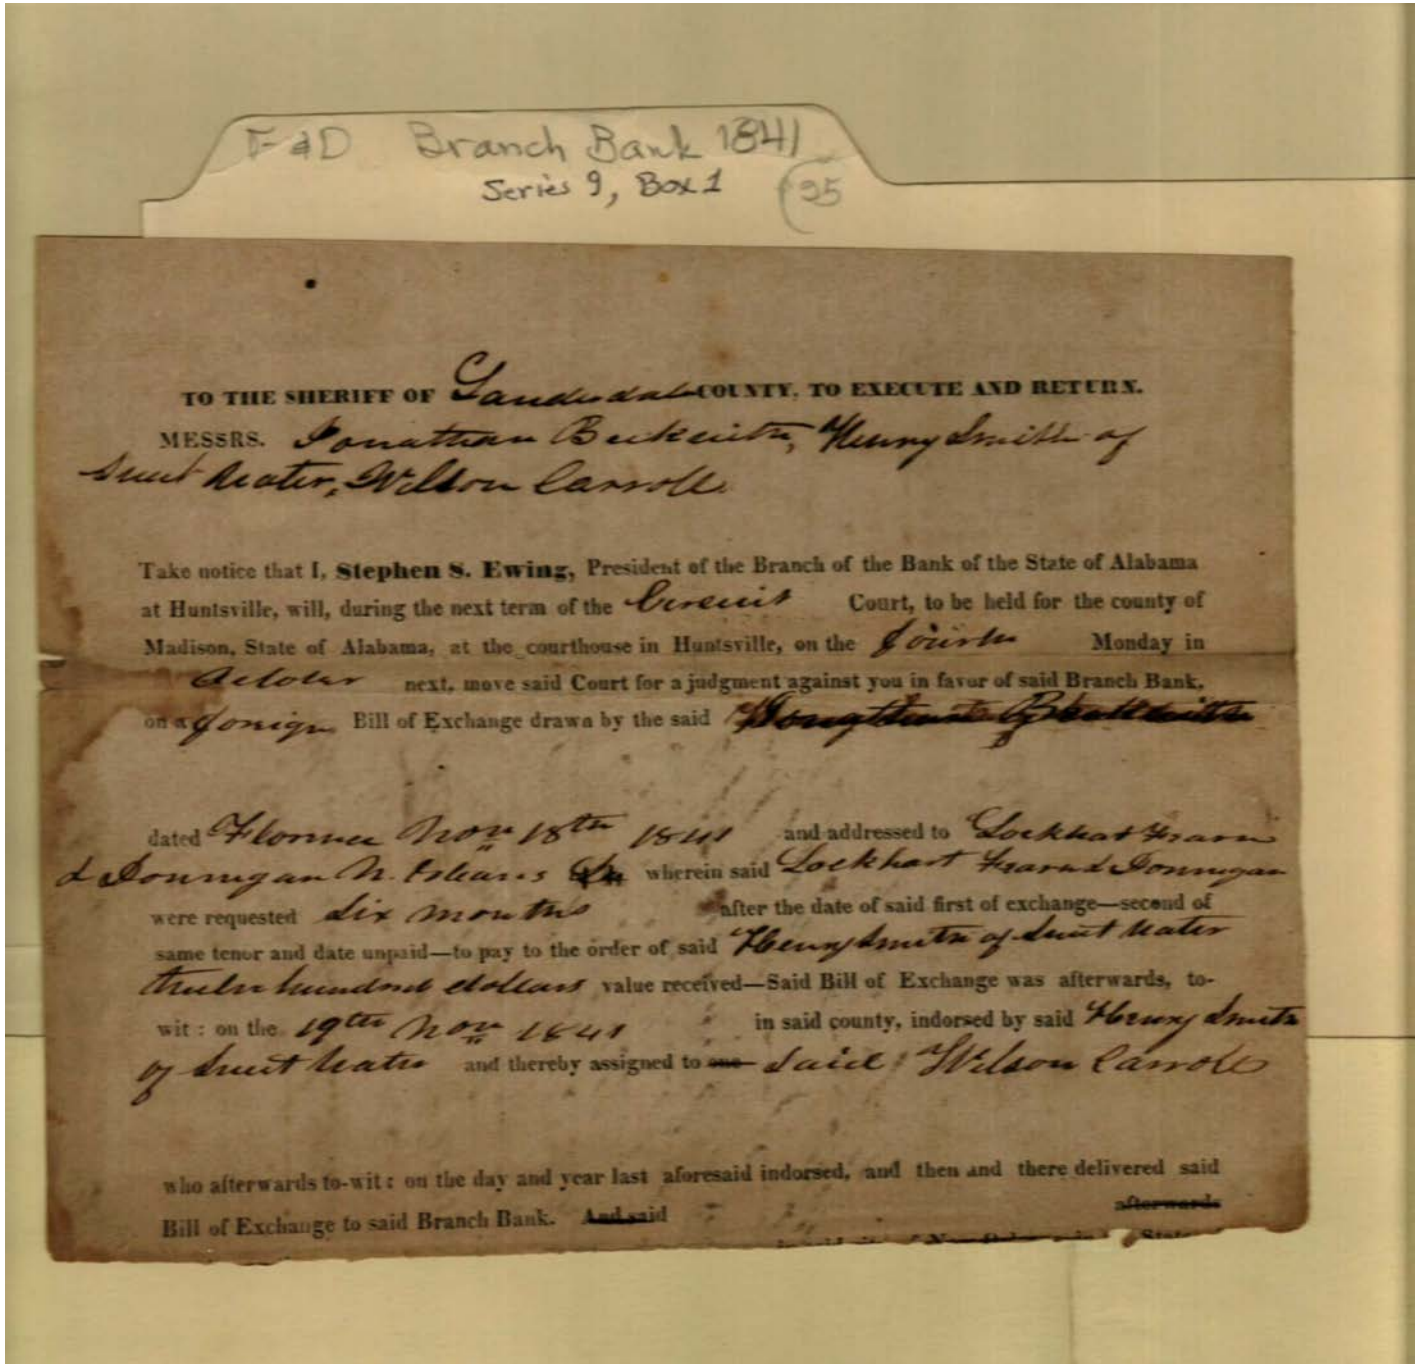 F&D Branch Bank 1841
Series 9, Box 1 (95
TO THE SHERIFF OF Lauderdale COUNTY, TO EXECUTE AND RETURN.
MESSRS. Jonathan Beckwith, Henry Smith of
Sweet Water, Wilson Carroll
Take notice that I, Stephen S. Ewing, President of the Branch of the Bank of the State of Alabama
at Huntsville, will, during the next term of the Circuit Court, to be held for the county of
Madison, State of Alabama, at the courthouse in Huntsville, on the fourth Monday in
October next, move said Court for a judgment against you in favor of said Branch Bank,
on a foreign Bill of Exchange drawn by the said
dated Florence Nov 18th 1841 and addressed to Lockhart Fearn
& Donnegan N. Orleans wherein said Lockhart Fearn & Donnegan
were requested Six months after the date of said first of exchange—second of
same tenor and date unpaid—to pay to the order of said Henry Smith of Sweet Water
twelve hundred dollars value received—Said Bill of Exchange was afterwards, to-
wit: on the 19th Nov 1841 in said county, indorsed by said Henry Smith
of Sweet Water and thereby assigned to one Said Wilson Carroll
who afterwards to-wit: on the day and year last aforesaid indorsed, and then and there delivered said
afterwards
Bill of Exchange to said Branch Bank. And said